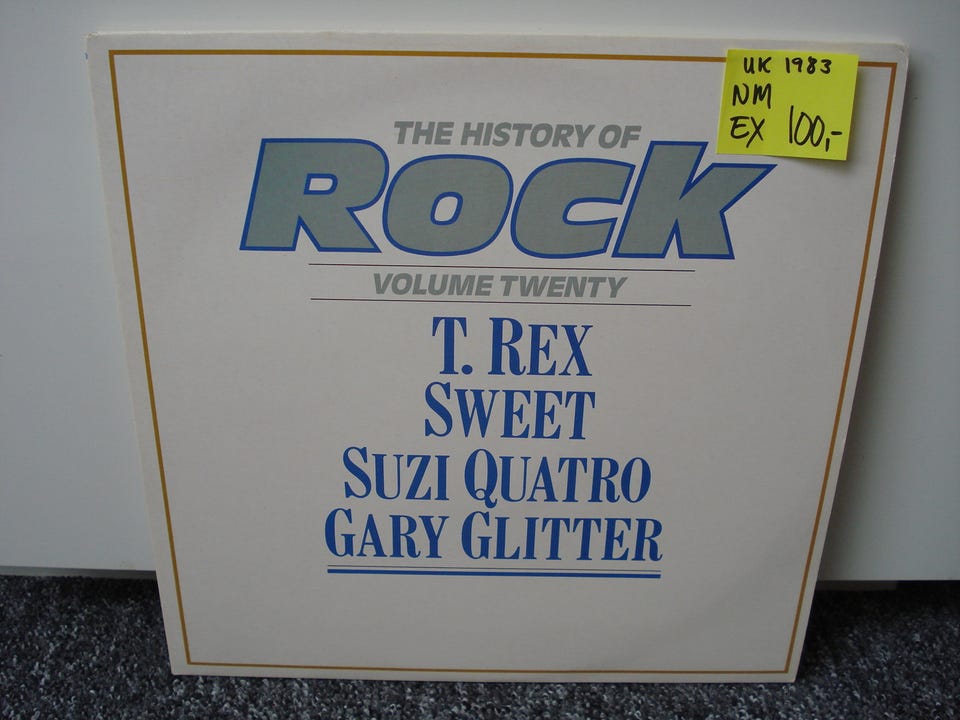 UK 1983
NM
EX 100,-
THE HISTORY OF
ROCK
VOLUME TWENTY
T. REX
SWEET
SUZI QUATRO
GARY GLITTER